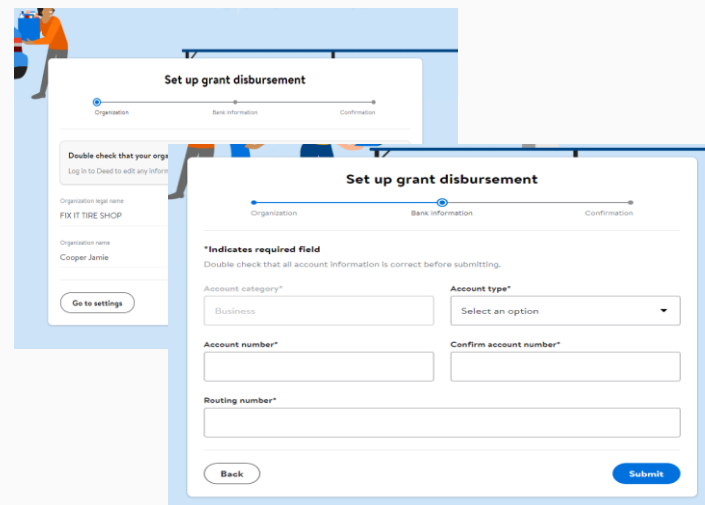 Set up grant disbursement
Organization
Bank information
Confirmation
Double check that your
Log in to Deed to edit any
Organization legal name
FIX IT TIRE SHOP
Organization name
Cooper Jamie
Go to settings
Set up grant disbursement
Organization
Bank information
Confirmation
*Indicates required field
Double check that all account information is correct before submitting.
Account category*
Account type*
Business
Select an option
Account number*
Confirm account number*
Routing number*
Back
Submit